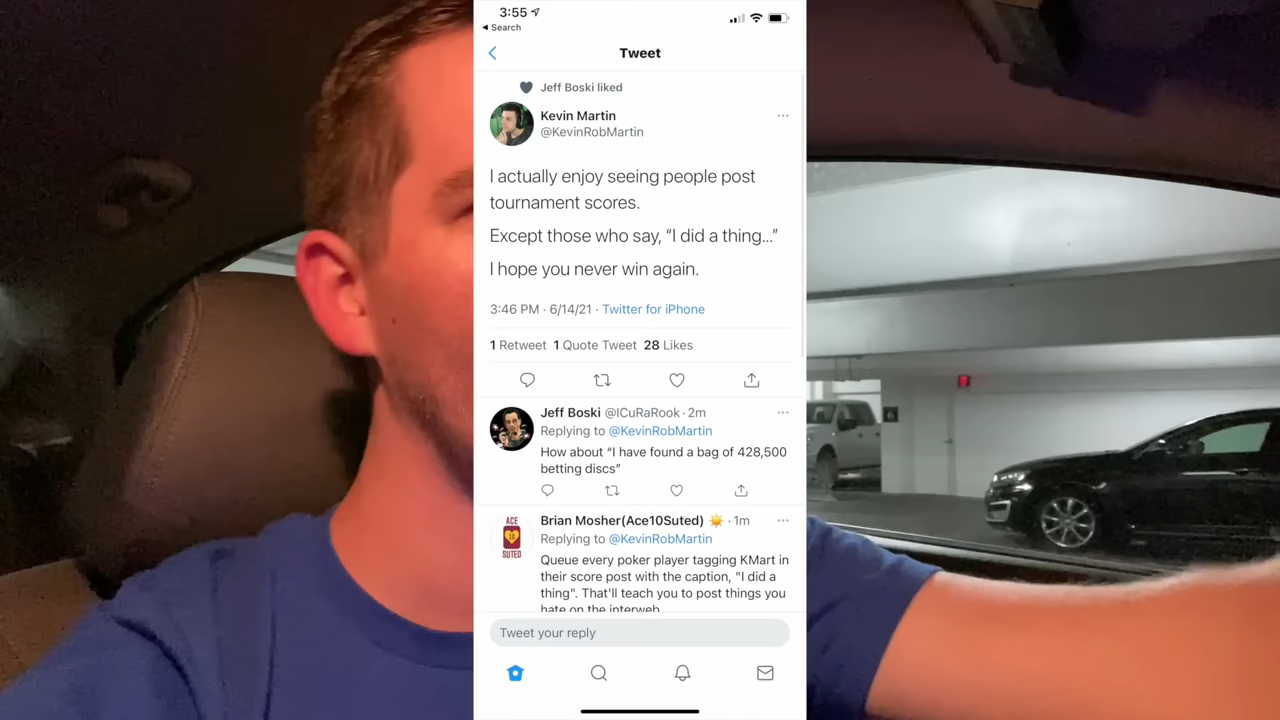 3:55
Search
Tweet
Jeff Boski liked
Kevin Martin
@KevinRobMartin
I actually enjoy seeing people post
tournament scores.
Except those who say, “I did a thing...”
I hope you never win again.
3:46 PM · 6/14/21 · Twitter for iPhone
1 Retweet 1 Quote Tweet 28 Likes
Jeff Boski @ICuRaRook · 2m
Replying to @KevinRobMartin
How about “I have found a bag of 428,500
betting discs”
ACE
SUTED
Brian Mosher(Ace10Suted) ☀️ · 1m
Replying to @KevinRobMartin
Queue every poker player tagging KMart in
their score post with the caption, "I did a
thing". That'll teach you to post things you
hate on the interweb
Tweet your reply